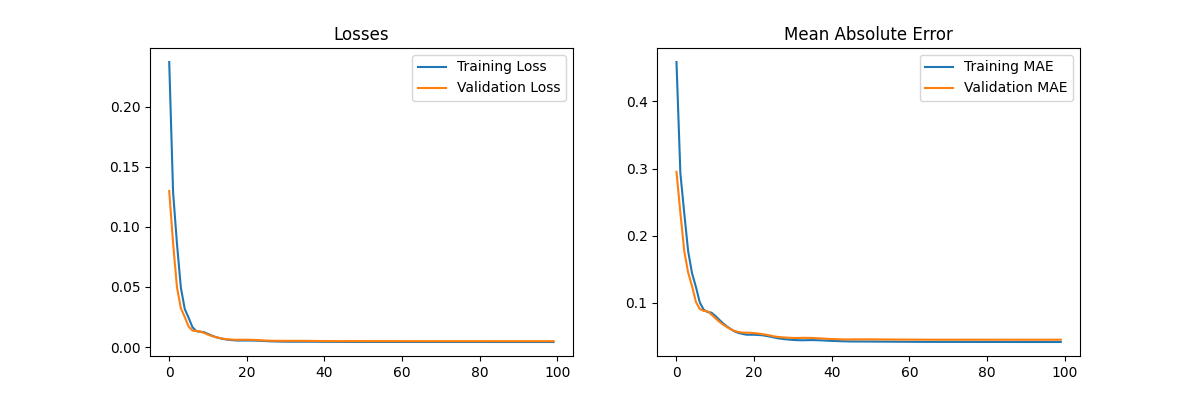 Losses
Training Loss
Validation Loss
0.20
0.15
0.10
0.05
0.00
0 20 40 60 80 100
Mean Absolute Error
Training MAE
Validation MAE
0.4
0.3
0.2
0.1
0 20 40 60 80 100